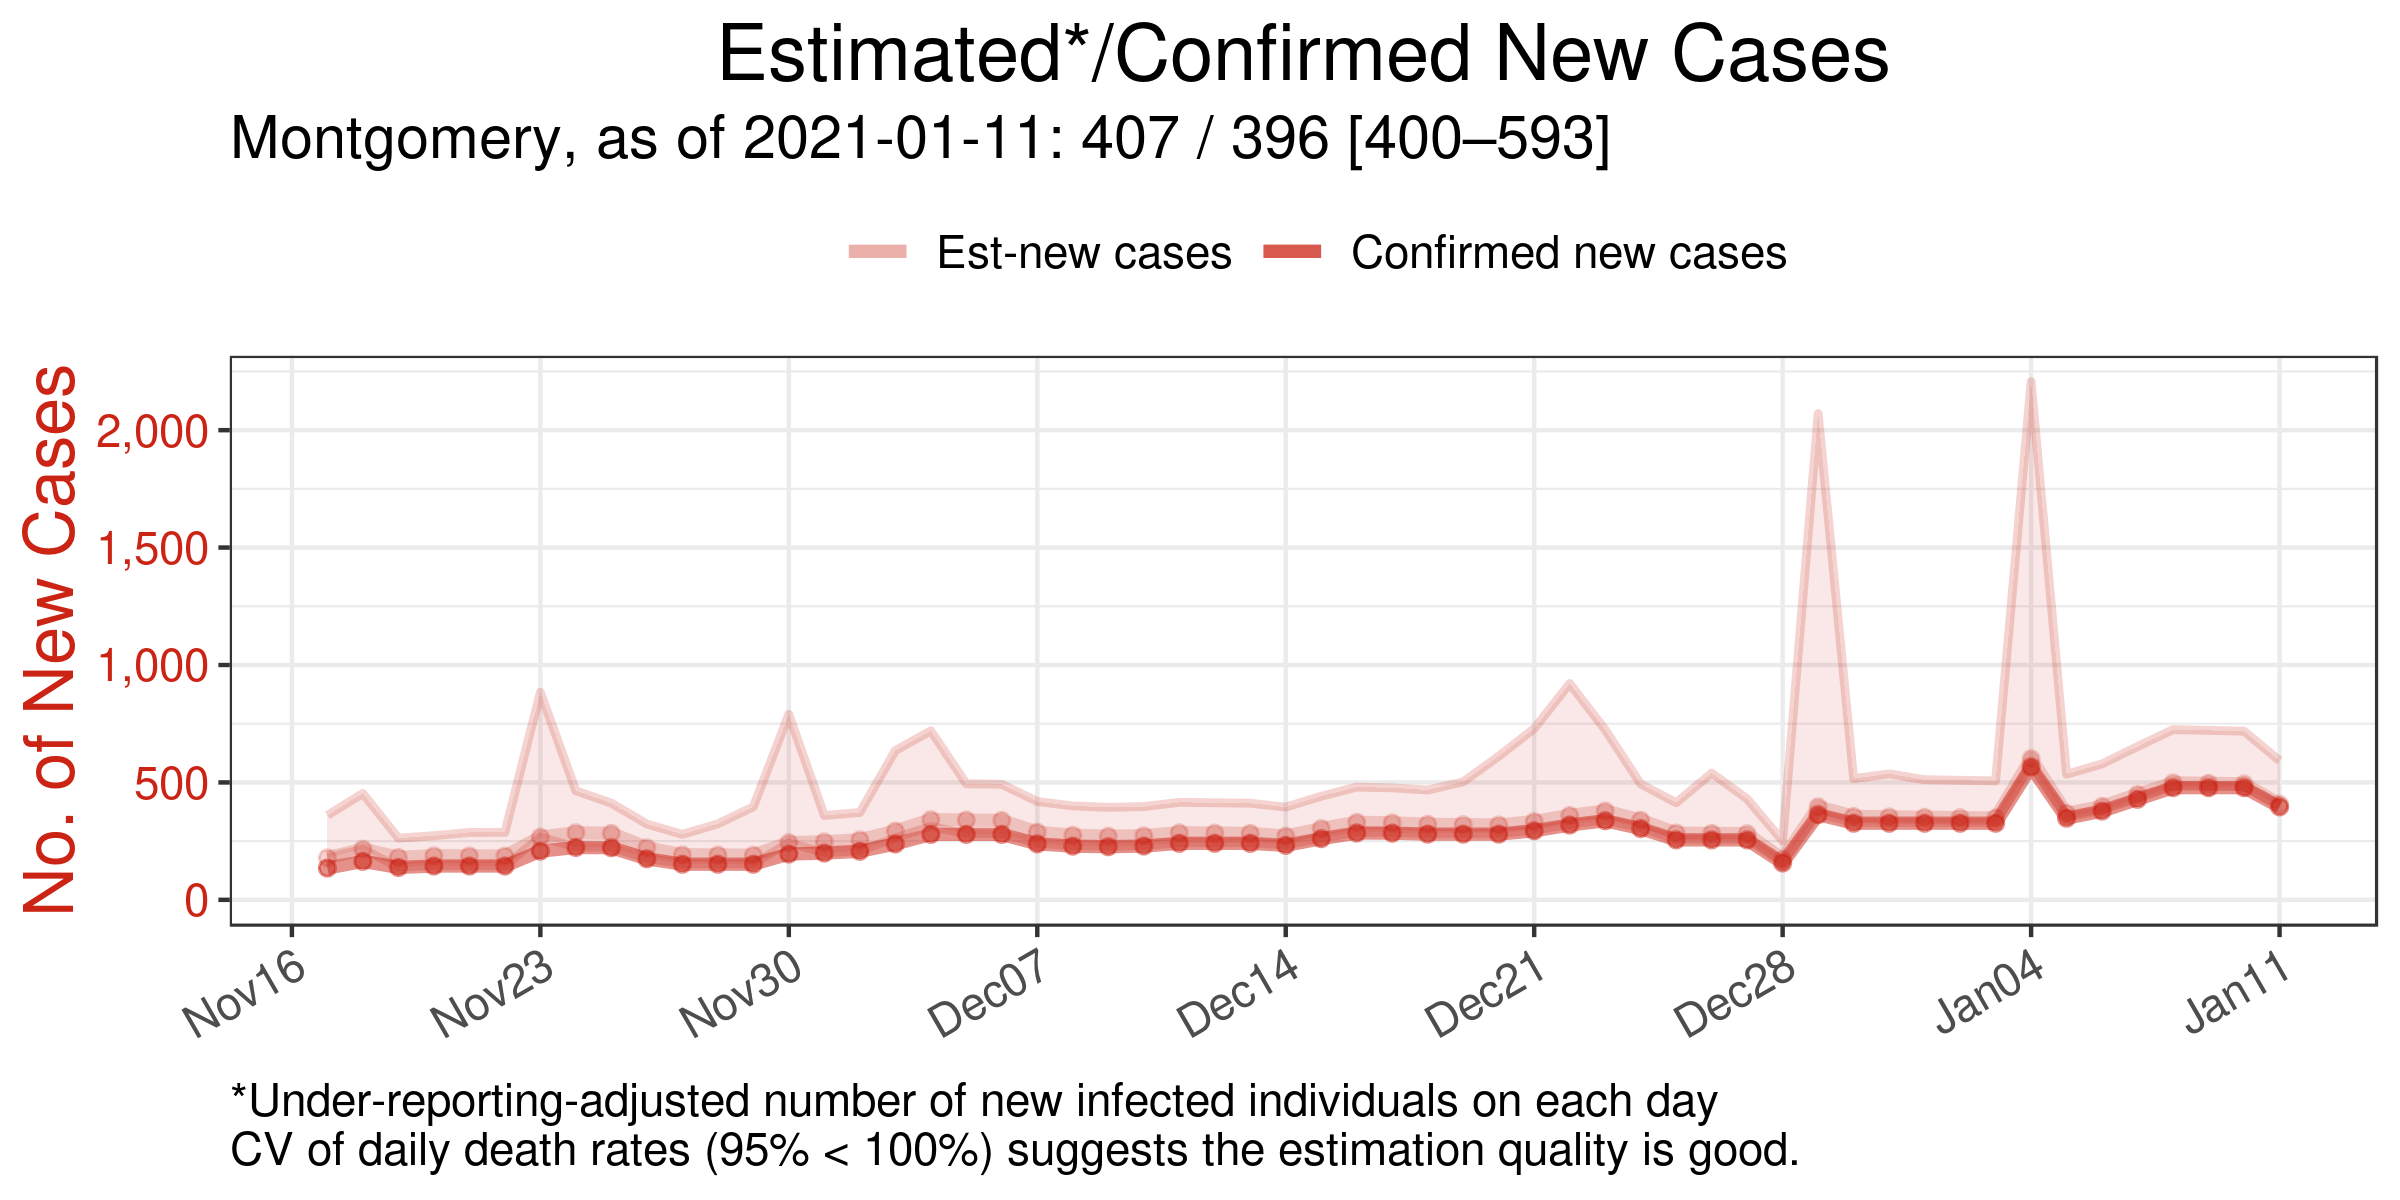 Estimated*/Confirmed New Cases
Montgomery, as of 2021-01-11: 407 / 396 [400–593]
Est-new cases Confirmed new cases
No. of New Cases
2,000
1,500
1,000
500
0
Nov16 Nov23 Nov30 Dec07 Dec14 Dec21 Dec28 Jan04 Jan11
*Under-reporting-adjusted number of new infected individuals on each day
CV of daily death rates (95% < 100%) suggests the estimation quality is good.